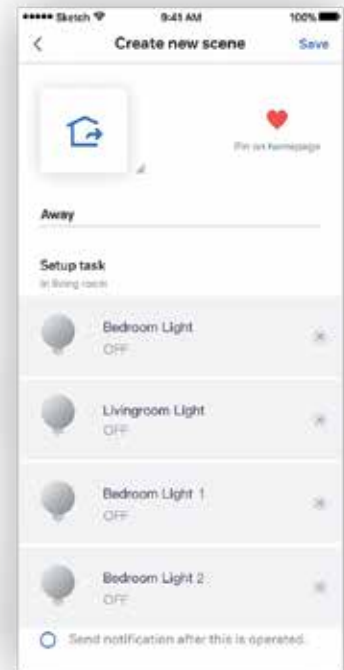 Sketch 9:41 AM 100%
Create new scene Save
Pin on homepage
Away
Setup task
in living room
Bedroom Light
OFF
Livingroom Light
OFF
Bedroom Light 1
OFF
Bedroom Light 2
OFF
Send notification after this is operated.